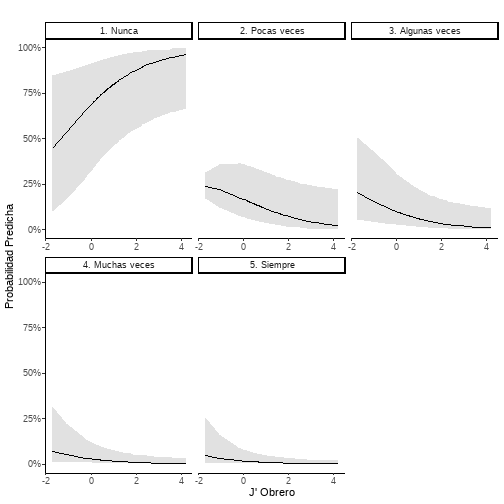 1. Nunca
2. Pocas veces
3. Algunas veces
100%
75%
50%
25%
0%
-2 0 2 4
-2 0 2 4
-2 0 2 4
4. Muchas veces
5. Siempre
100%
75%
50%
25%
0%
-2 0 2 4
-2 0 2 4
Probabilidad Predicha
J' Obrero